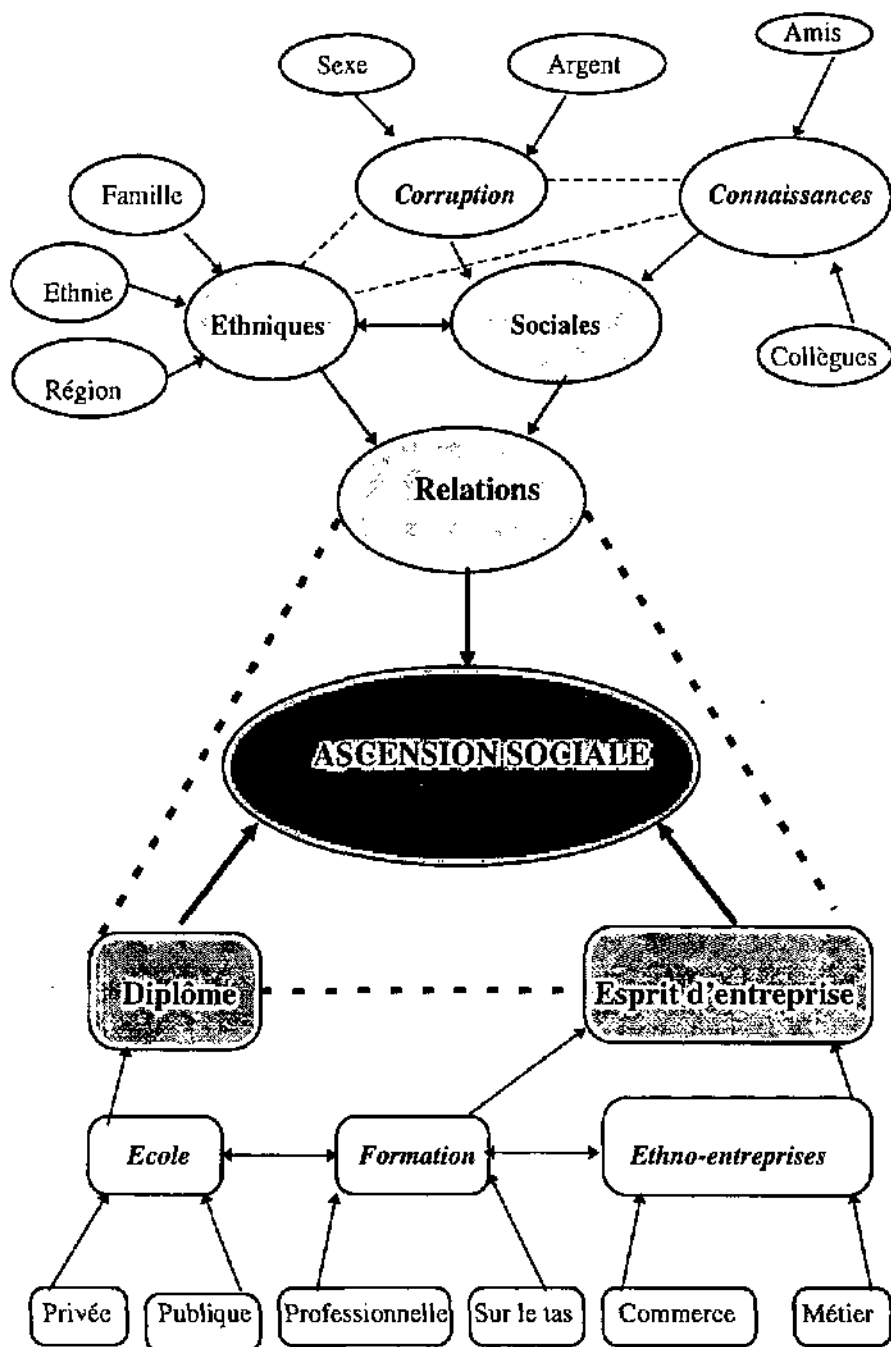 Amis
Sexe
Argent
Corruption
Connaissances
Famille
Ethnie
Ethniques
Sociales
Région
Collègues
Relations
ASCENSION SOCIALE
Diplôme
Esprit d'entreprise
Ecole
Formation
Ethno-entreprises
Privée
Publique
Professionnelle
Sur le tas
Commerce
Métier